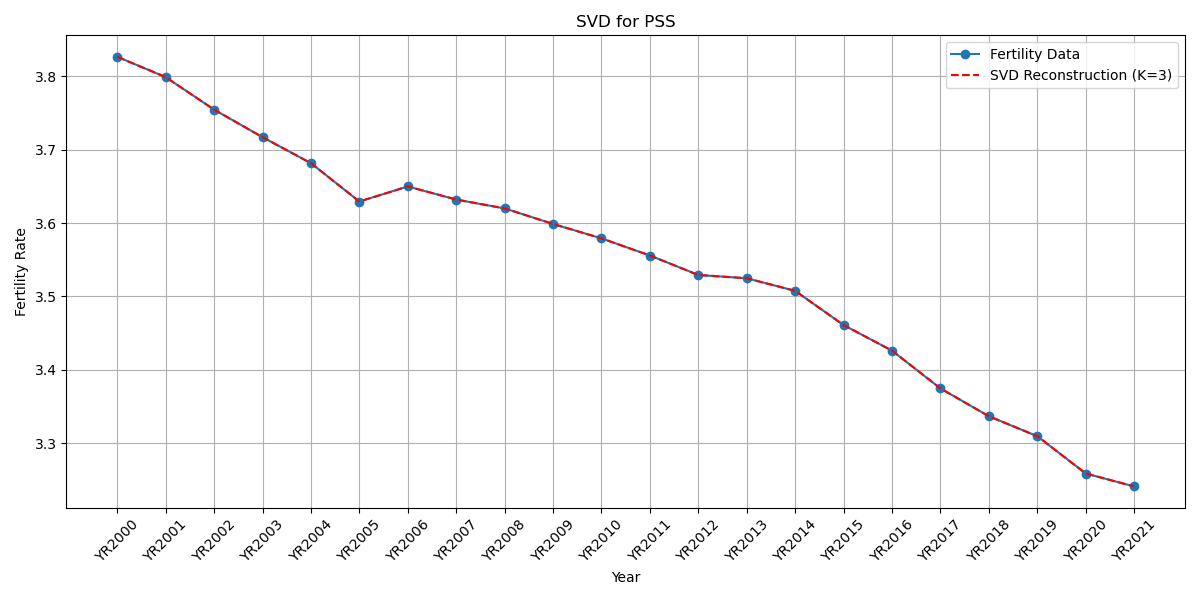 SVD for PSS
Fertility Data
SVD Reconstruction (K=3)
Fertility Rate
3.8
3.7
3.6
3.5
3.4
3.3
YR2000
YR2001
YR2002
YR2003
YR2004
YR2005
YR2006
YR2007
YR2008
YR2009
YR2010
YR2011
YR2012
YR2013
YR2014
YR2015
YR2016
YR2017
YR2018
YR2019
YR2020
YR2021
Year